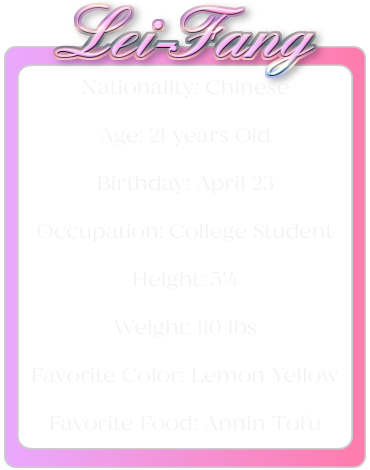 Lei-Fang
Nationality: Chinese
Age: 21 years Old
Birthday: April 23
Occupation: College Student
Height: 5'4
Weight: 110 lbs
Favorite Color: Lemon Yellow
Favorite Food: Annin Tofu